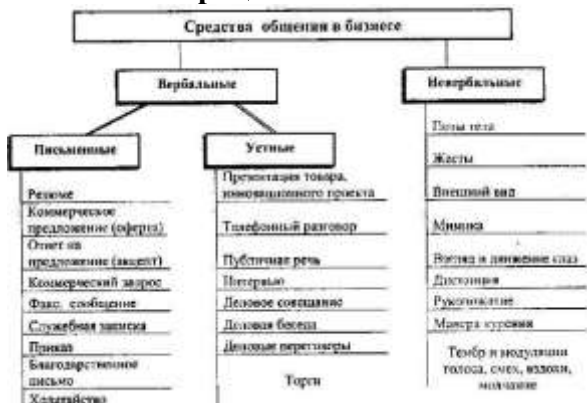 Средства общения в бизнесе
Вербальные
Невербальные
Письменные
Устные
Резюме
Коммерческое
предложение (оферта)
Ответ на
предложение (акцепт)
Коммерческий запрос
Факс. сообщение
Служебная записка
Приказ
Благодарственное
письмо
Ходатайство
Презентация товара,
инновационного проекта
Телефонный разговор
Публичная речь
Интервью
Деловое совещание
Деловая беседа
Деловые переговоры
Торги
Позы тела
Жесты
Внешний вид
Мимика
Взгляд и движение глаз
Дистанция
Рукопожатие
Манера курения
Тембр и модуляции
голоса, смех, вздохи,
молчание